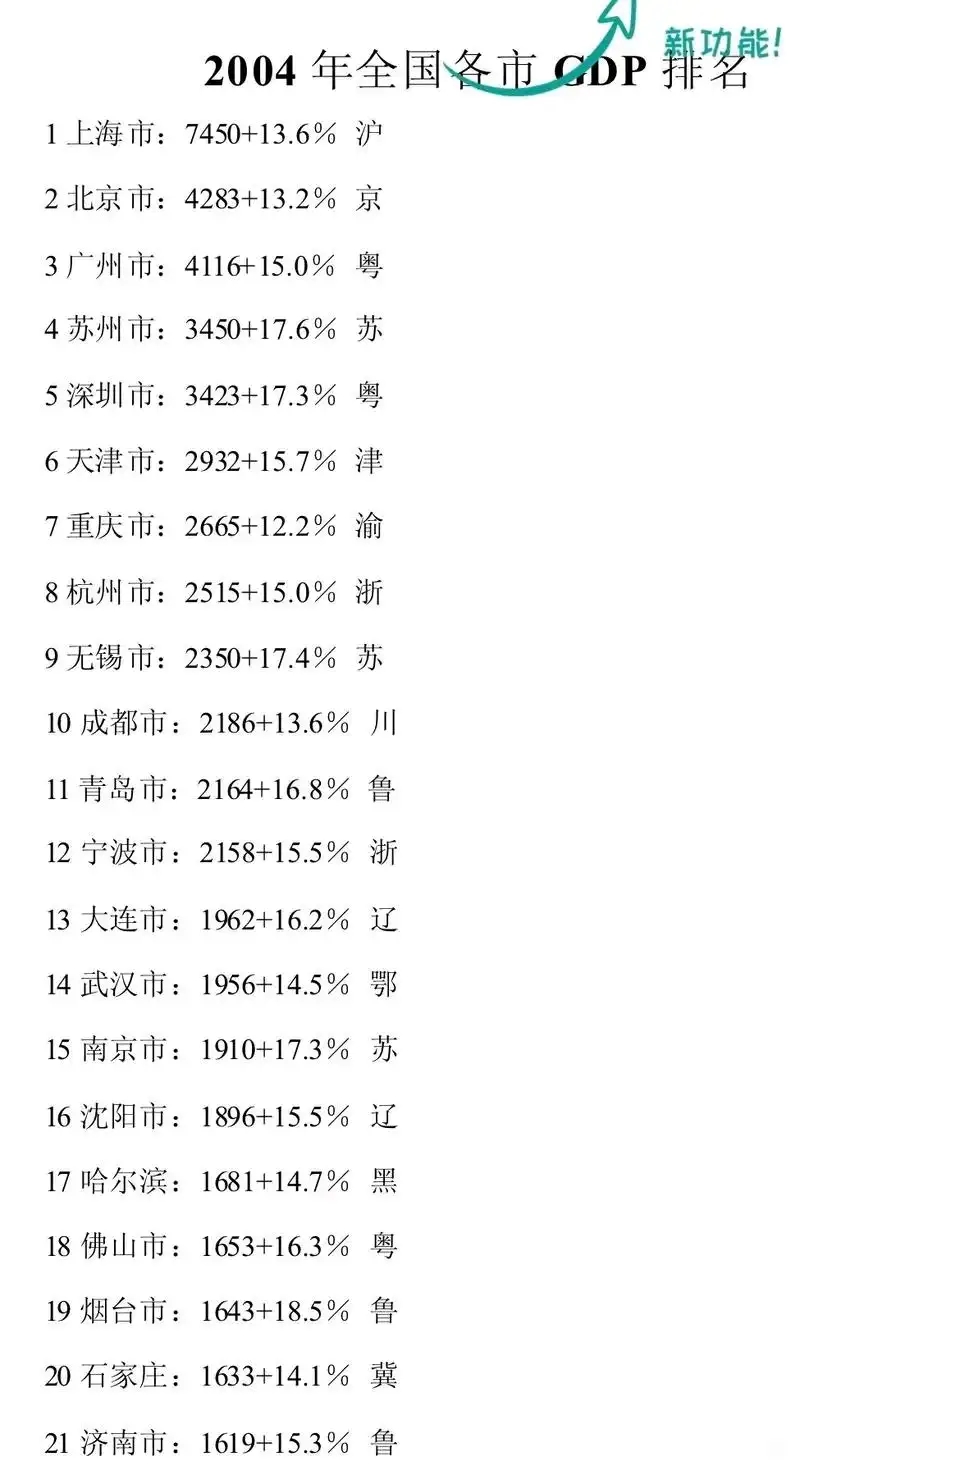 新功能!
2004 年全国各市 GDP 排名
1 上海市：7450+13.6％ 沪
2 北京市：4283+13.2％ 京
3 广州市：4116+15.0％ 粤
4 苏州市：3450+17.6％ 苏
5 深圳市：3423+17.3％ 粤
6 天津市：2932+15.7％ 津
7 重庆市：2665+12.2％ 渝
8 杭州市：2515+15.0％ 浙
9 无锡市：2350+17.4％ 苏
10 成都市：2186+13.6％ 川
11 青岛市：2164+16.8％ 鲁
12 宁波市：2158+15.5％ 浙
13 大连市：1962+16.2％ 辽
14 武汉市：1956+14.5％ 鄂
15 南京市：1910+17.3％ 苏
16 沈阳市：1896+15.5％ 辽
17 哈尔滨：1681+14.7％ 黑
18 佛山市：1653+16.3％ 粤
19 烟台市：1643+18.5％ 鲁
20 石家庄：1633+14.1％ 冀
21 济南市：1619+15.3％ 鲁